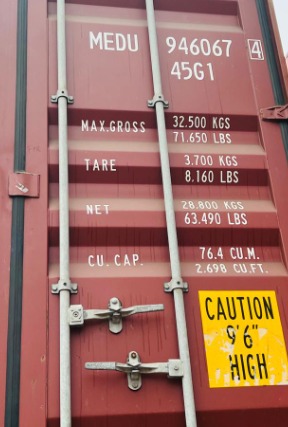 MEDU 946067 4
45G1
MAX.GROSS 32.500 KGS
71.650 LBS
TARE 3.700 KGS
8.160 LBS
NET 28.800 KGS
63.490 LBS
CU. CAP. 76.4 CU.M.
2.698 CU.FT.
CAUTION
9'6"
HIGH